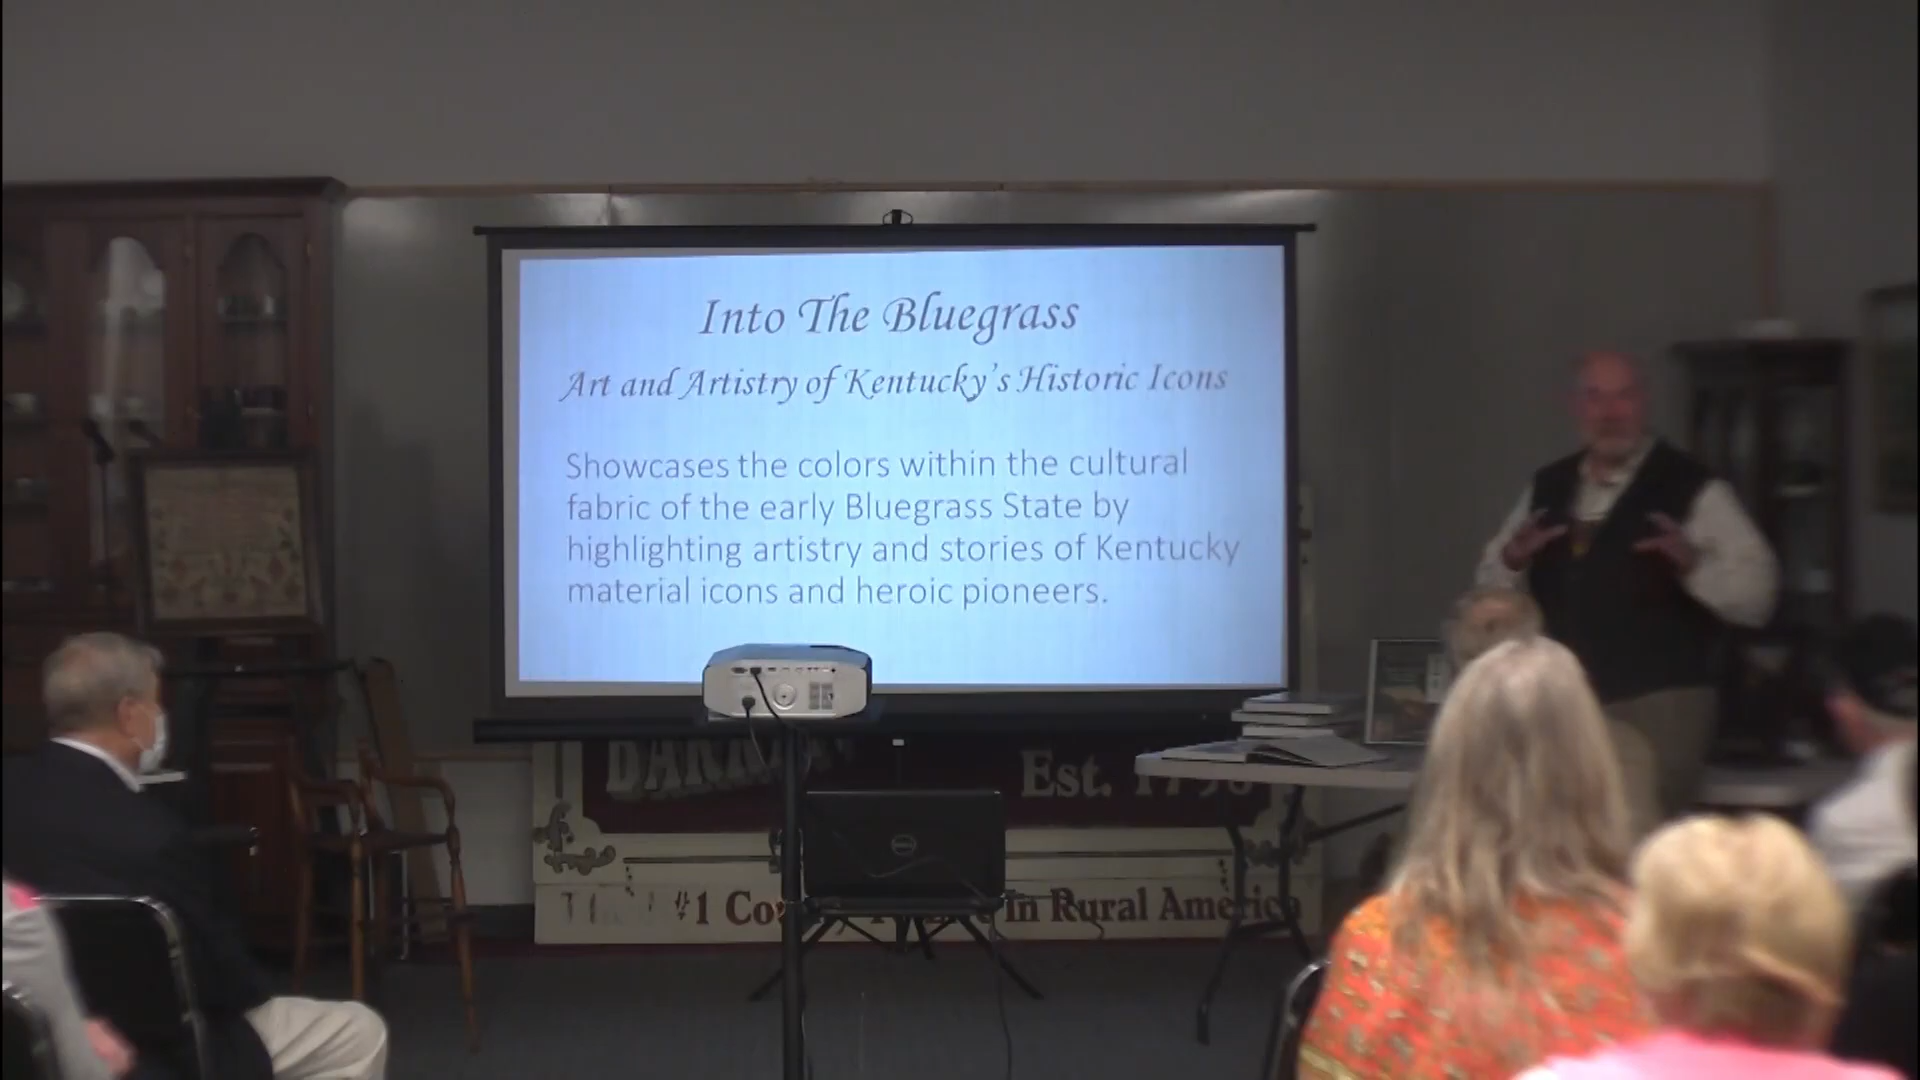 Into The Bluegrass
Art and Artistry of Kentucky's Historic Icons
Showcases the colors within the cultural
fabric of the early Bluegrass State by
highlighting artistry and stories of Kentucky
material icons and heroic pioneers.
Est.
#1
In Rural America
DELL